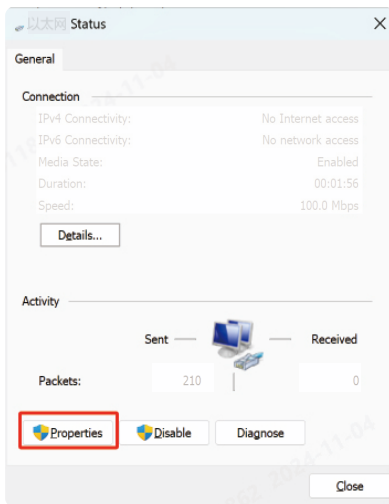 以太网 Status
General
Connection
IPv4 Connectivity: No Internet access
IPv6 Connectivity: No network access
Media State: Enabled
Duration: 00:01:56
Speed: 100.0 Mbps
Details...
Activity
Sent Received
Packets: 210 0
Properties Disable Diagnose
Close